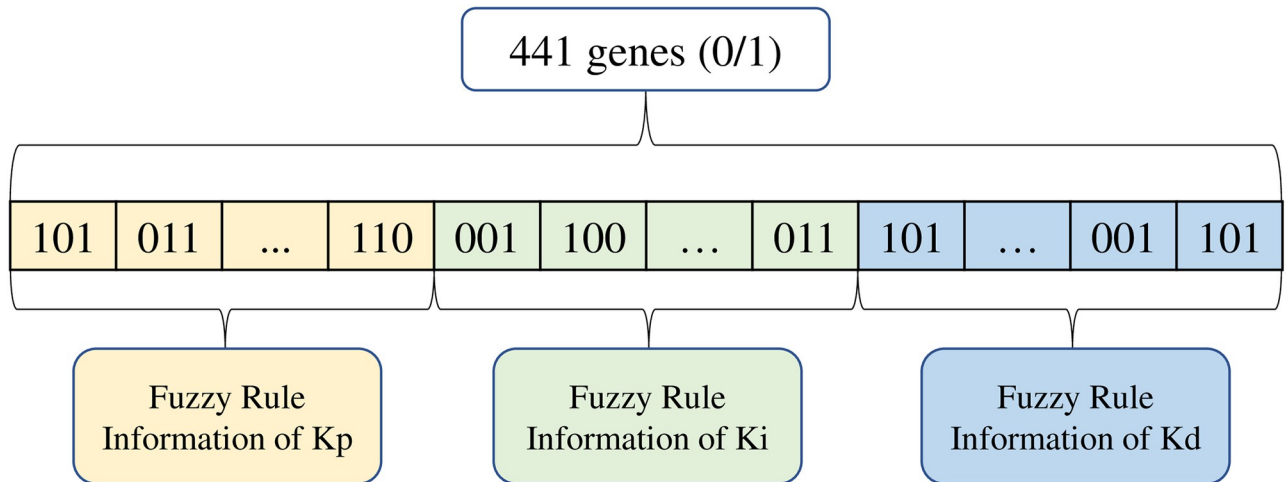 441 genes (0/1)
101 011 ... 110 001 100 … 011 101 … 001 101
Fuzzy Rule
Information of Kp
Fuzzy Rule
Information of Ki
Fuzzy Rule
Information of Kd